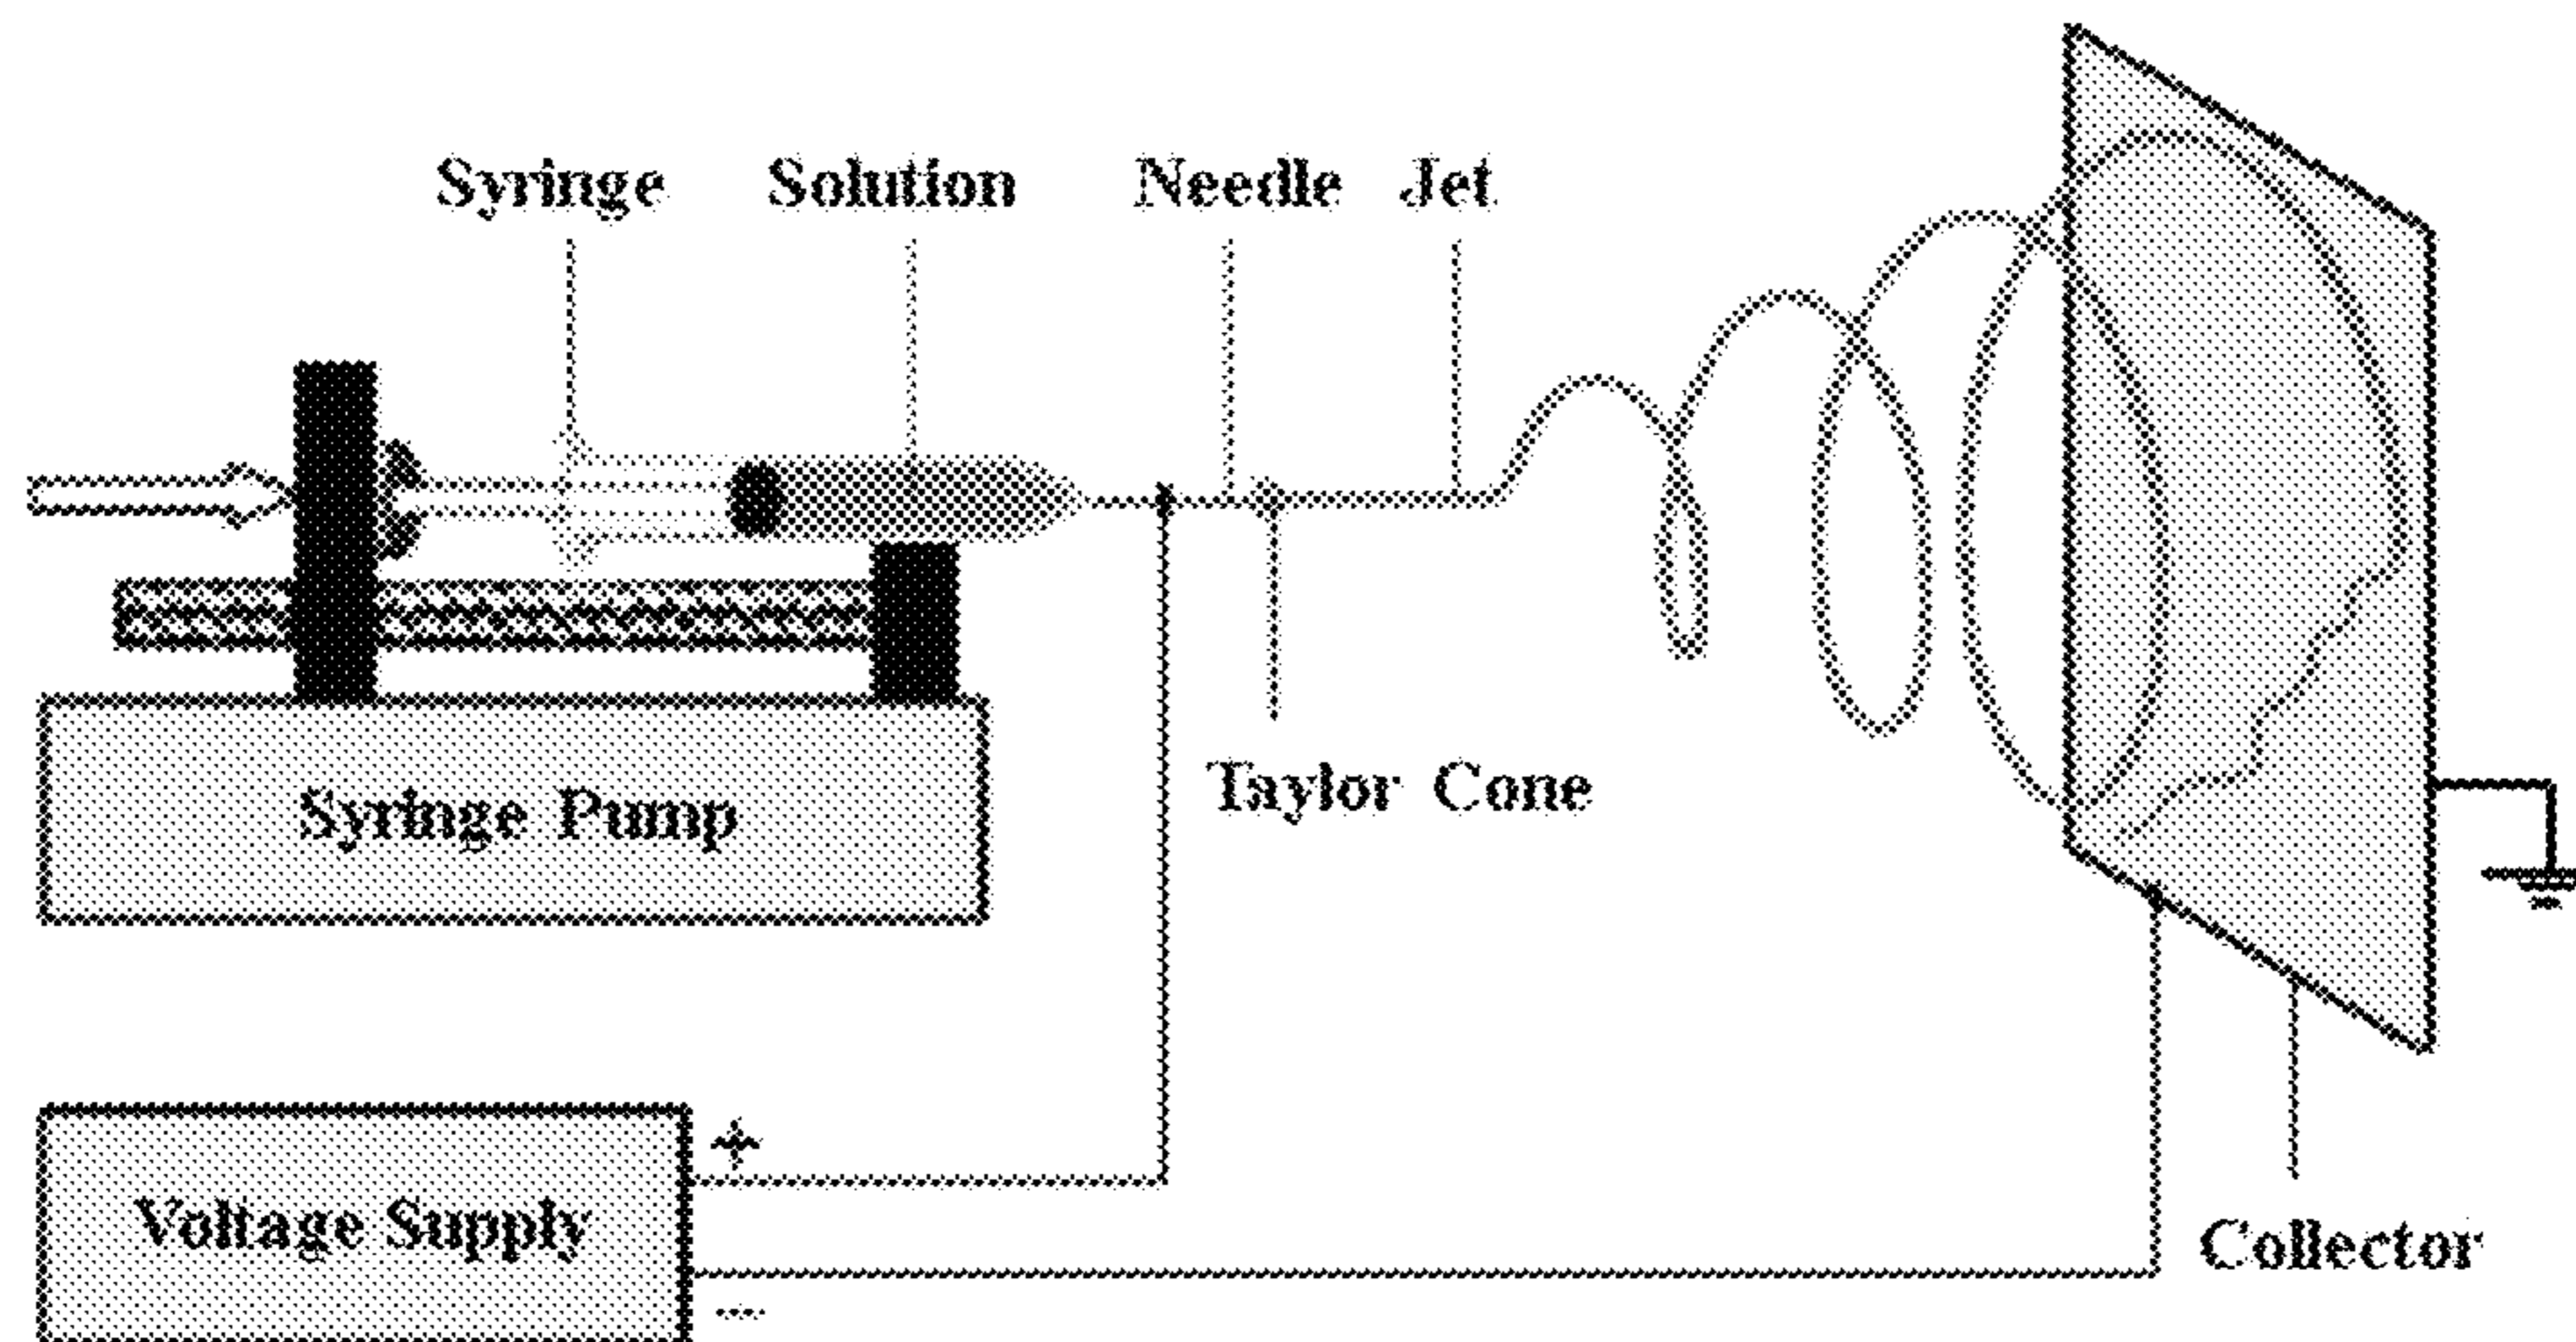 Syringe Solution Needle Jet
Taylor Cone
Syringe Pump
+
Voltage Supply
Collector
-